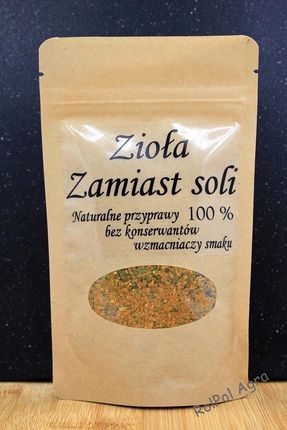 Zioła
Zamiast soli
Naturalne przyprawy 100 %
bez konserwantów
wzmacniaczy smaku
RolPol Agra